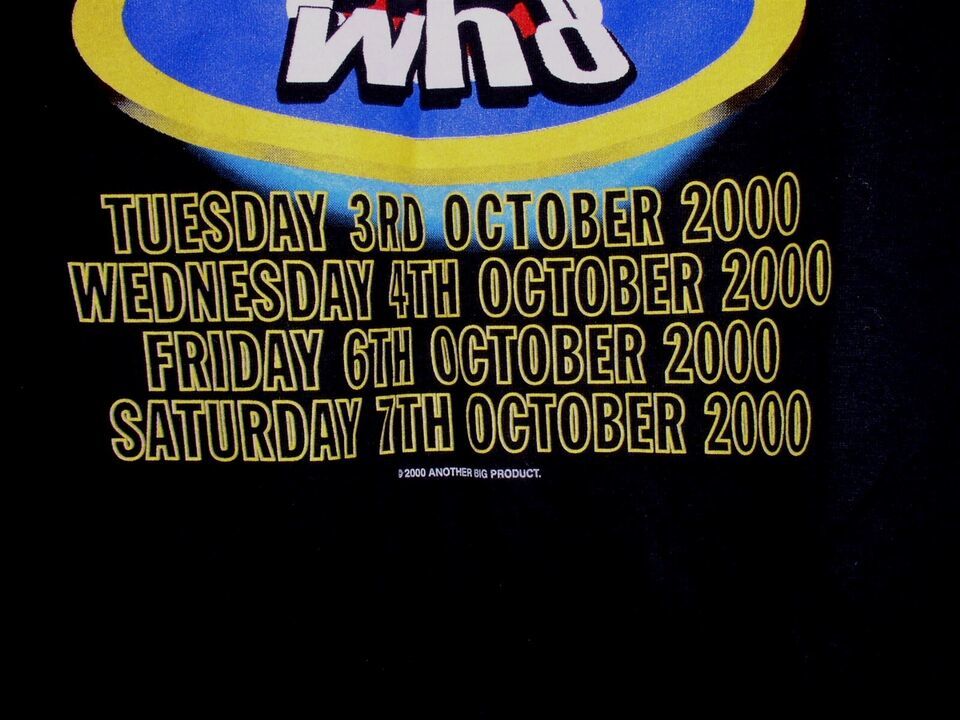 Who
TUESDAY 3RD OCTOBER 2000
WEDNESDAY 4TH OCTOBER 2000
FRIDAY 6TH OCTOBER 2000
SATURDAY 7TH OCTOBER 2000
© 2000 ANOTHER BIG PRODUCT.